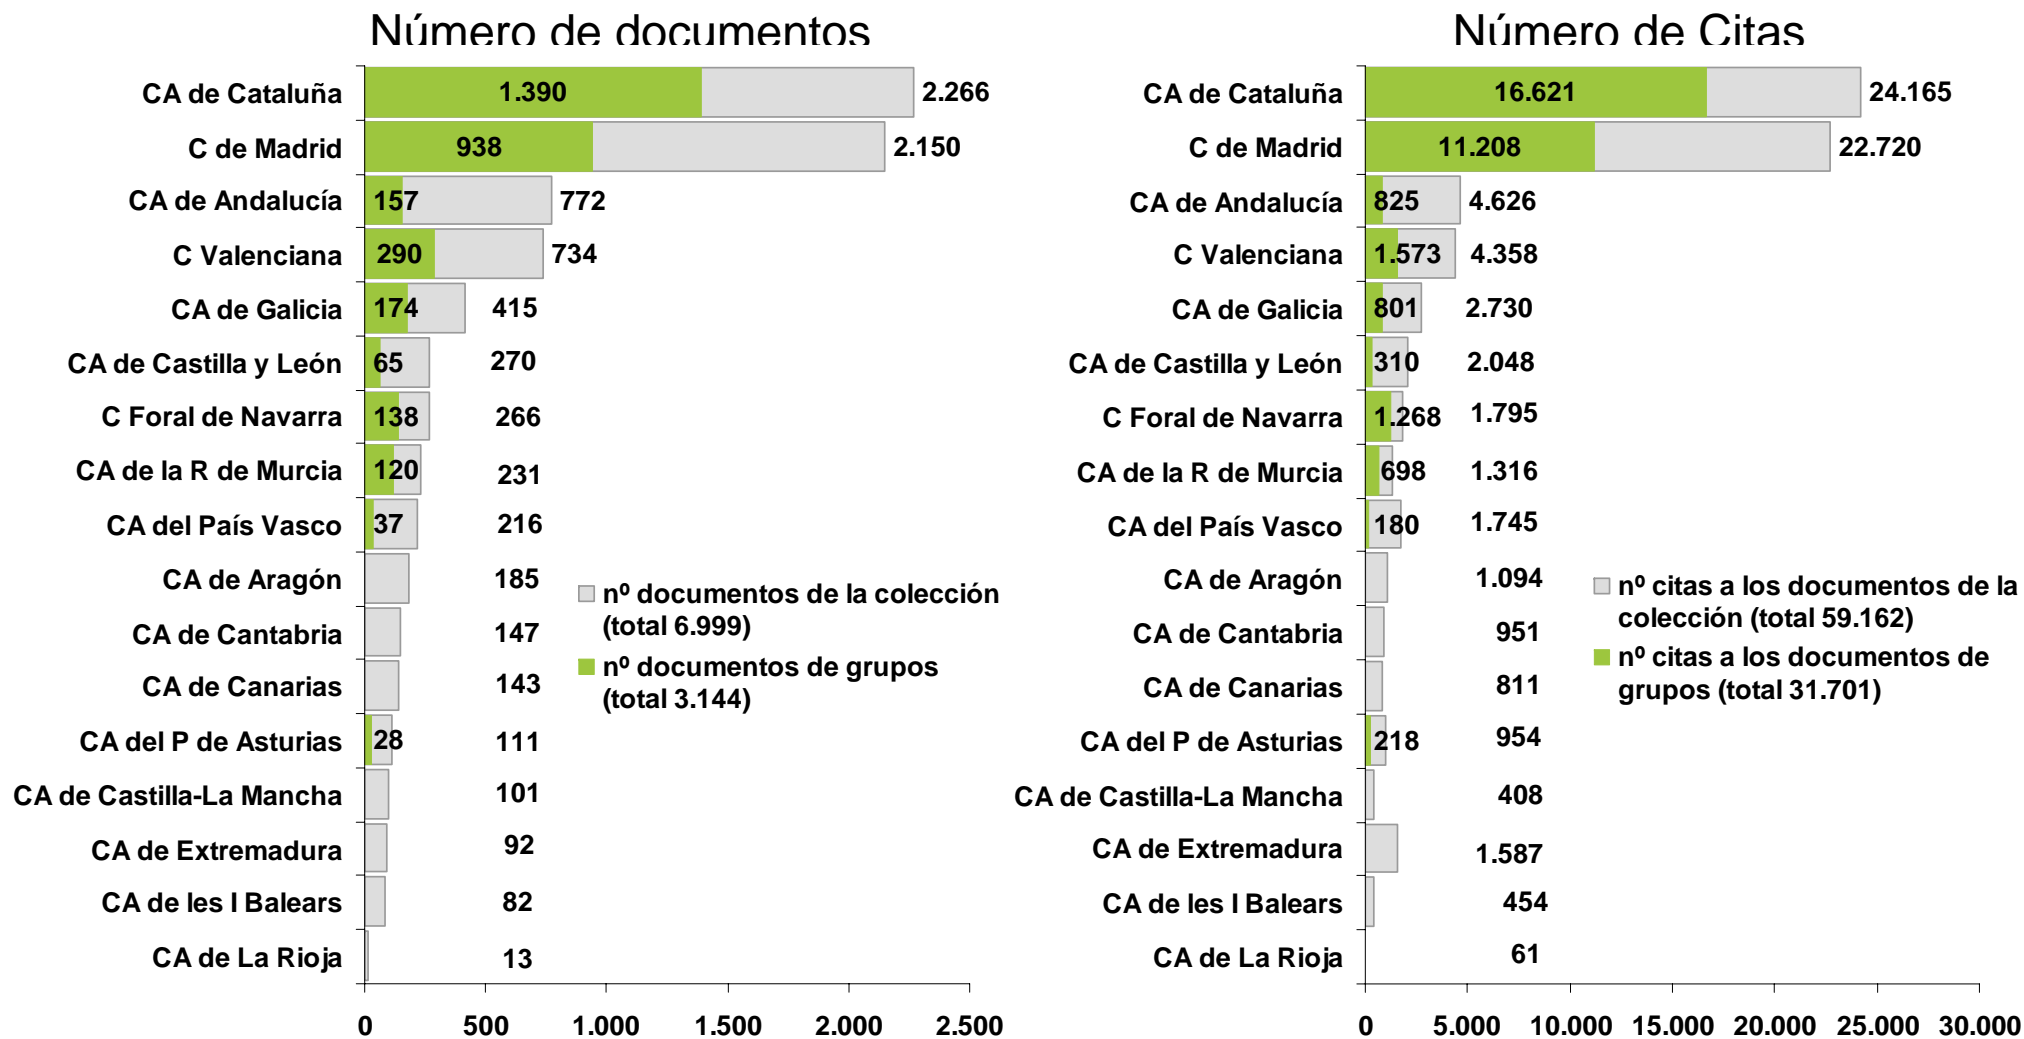 Número de documentos
CA de Cataluña 1.390 2.266
C de Madrid 938 2.150
CA de Andalucía 157 772
C Valenciana 290 734
CA de Galicia 174 415
CA de Castilla y León 65 270
C Foral de Navarra 138 266
CA de la R de Murcia 120 231
CA del País Vasco 37 216
CA de Aragón 185
CA de Cantabria 147
CA de Canarias 143
CA del P de Asturias 28 111
CA de Castilla-La Mancha 101
CA de Extremadura 92
CA de les I Balears 82
CA de La Rioja 13
0 500 1.000 1.500 2.000 2.500
nº documentos de la colección
(total 6.999)
nº documentos de grupos
(total 3.144)
Número de Citas
CA de Cataluña 16.621 24.165
C de Madrid 11.208 22.720
CA de Andalucía 825 4.626
C Valenciana 1.573 4.358
CA de Galicia 801 2.730
CA de Castilla y León 310 2.048
C Foral de Navarra 1.268 1.795
CA de la R de Murcia 698 1.316
CA del País Vasco 180 1.745
CA de Aragón 1.094
CA de Cantabria 951
CA de Canarias 811
CA del P de Asturias 218 954
CA de Castilla-La Mancha 408
CA de Extremadura 1.587
CA de les I Balears 454
CA de La Rioja 61
0 5.000 10.000 15.000 20.000 25.000 30.000
nº citas a los documentos de la
colección (total 59.162)
nº citas a los documentos de
grupos (total 31.701)